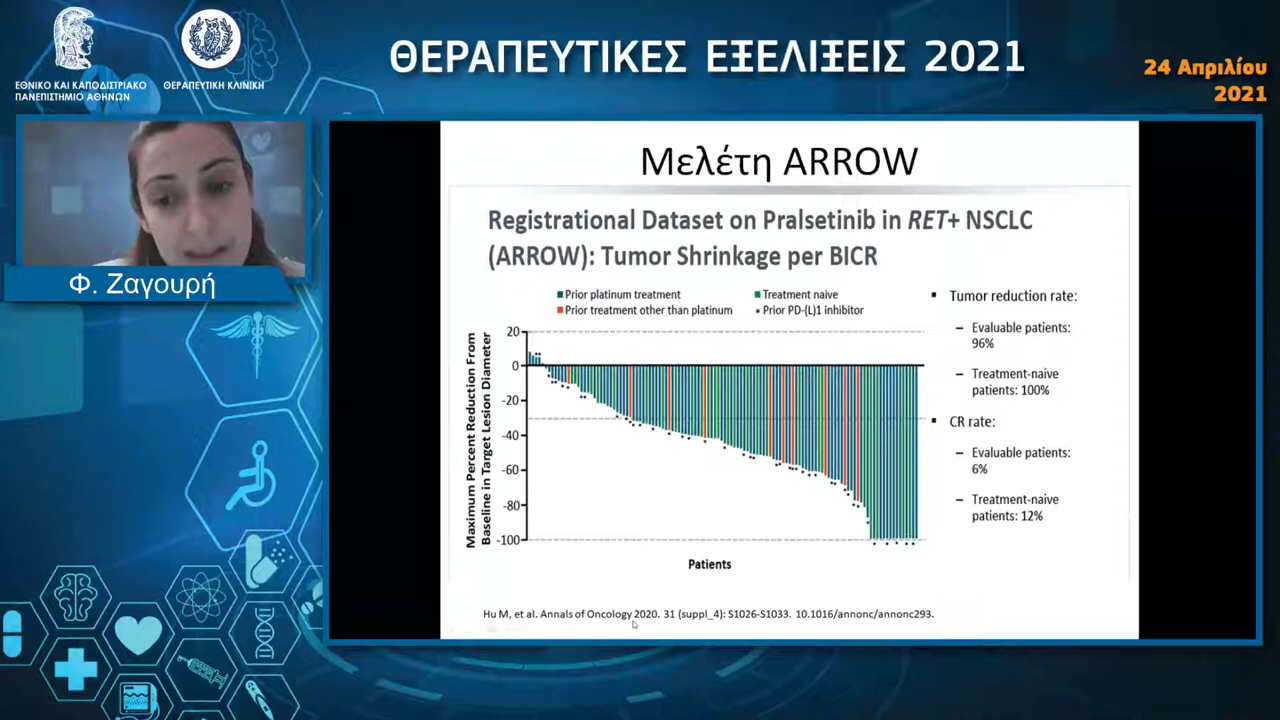 ΕΘΝΙΚΟ ΚΑΙ ΚΑΠΟΔΙΣΤΡΙΑΚΟ
ΠΑΝΕΠΙΣΤΗΜΙΟ ΑΘΗΝΩΝ
ΘΕΡΑΠΕΥΤΙΚΗ ΚΛΙΝΙΚΗ
ΘΕΡΑΠΕΥΤΙΚΕΣ ΕΞΕΛΙΞΕΙΣ 2021
24 Απριλίου
2021
Φ. Ζαγουρή
Μελέτη ARROW
Registrational Dataset on Pralsetinib in RET+ NSCLC
(ARROW): Tumor Shrinkage per BICR
Prior platinum treatment
Treatment naive
Prior treatment other than platinum
* Prior PD-(L)1 inhibitor
Maximum Percent Reduction From
Baseline in Target Lesion Diameter
20
0
-20
-40
-60
-80
-100
Patients
▪ Tumor reduction rate:
– Evaluable patients:
96%
– Treatment-naive
patients: 100%
▪ CR rate:
– Evaluable patients:
6%
– Treatment-naive
patients: 12%
Hu M, et al. Annals of Oncology 2020. 31 (suppl_4): S1026-S1033. 10.1016/annonc/annonc293.